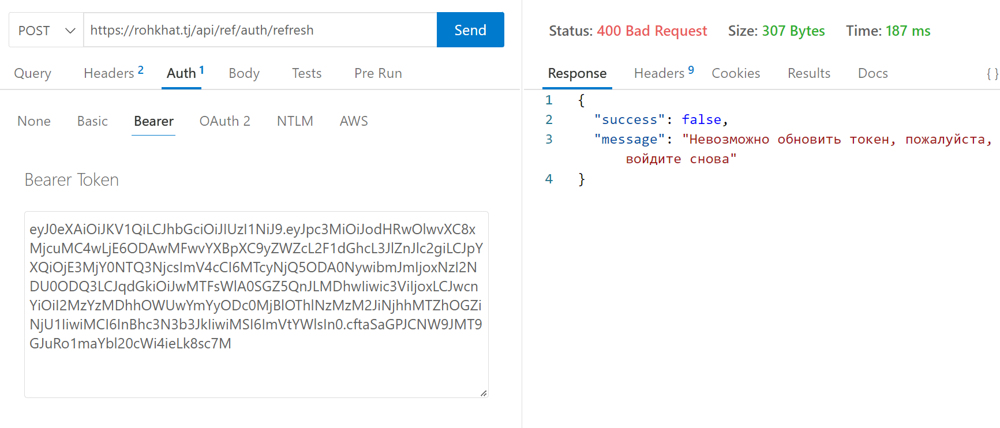 POST
https://rohkhat.tj/api/ref/auth/refresh
Send
Query
Headers 2
Auth 1
Body
Tests
Pre Run
None
Basic
Bearer
OAuth 2
NTLM
AWS
Bearer Token
eyJ0eXAiOiJKV1QiLCJhbGciOiJIUzI1NiJ9.eyJpc3MiOiJodHRwOlwvXC8x
MjcuMC4wLjE6ODAwMFwvYXBpXC9yZWZcL2F1dGhcL3JlZnJlc2giLCJpY
XQiOjE3MjY0NTQ3NjcsImV4cCI6MTcyNjQ5ODA0NywibmJmIjoxNzI2N
DU0ODQ3LCJqdGkiOiJwMTFsWlA0SGZ5QnJLMDhwIiwic3ViIjoxLCJwcn
YiOiI2MzYzMDhhOWUwYmYyODc0MjBlOThlNzMzM2JiNjhhMTZhOGZi
NjU1IiwiMCI6InBhc3N3b3JkIiwiMSI6ImVtYWlsIn0.cftaSaGPJCNW9JMT9
GJuRo1maYbl20cWi4ieLk8sc7M
Status: 400 Bad Request
Size: 307 Bytes
Time: 187 ms
Response
Headers 9
Cookies
Results
Docs
{ }
1 {
2 "success": false,
3 "message": "Невозможно обновить токен, пожалуйста,
войдите снова"
4 }